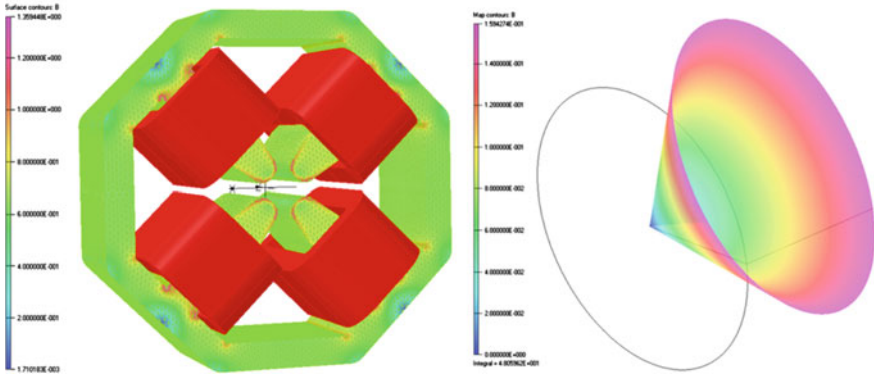 Surface contours: B
1.359448E+000
1.200000E+000
1.000000E+000
8.000000E-001
6.000000E-001
4.000000E-001
2.000000E-001
1.710183E-003
Map contours: B
1.594274E-001
1.400000E-001
1.200000E-001
1.000000E-001
8.000000E-002
6.000000E-002
4.000000E-002
2.000000E-002
0.000000E+000
Integral = 4.805962E+001